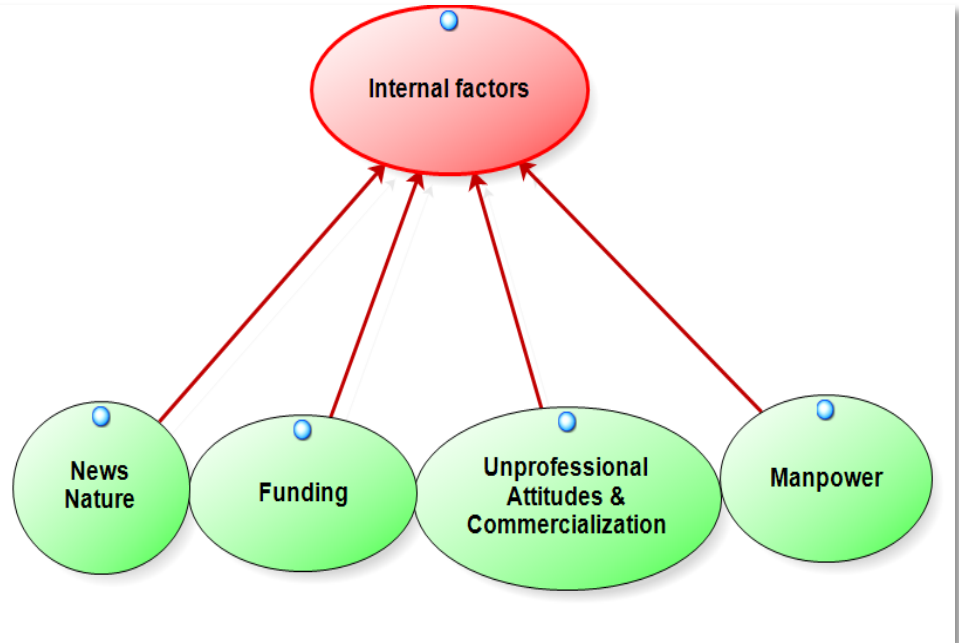 Internal factors
News
Nature
Funding
Unprofessional
Attitudes &
Commercialization
Manpower